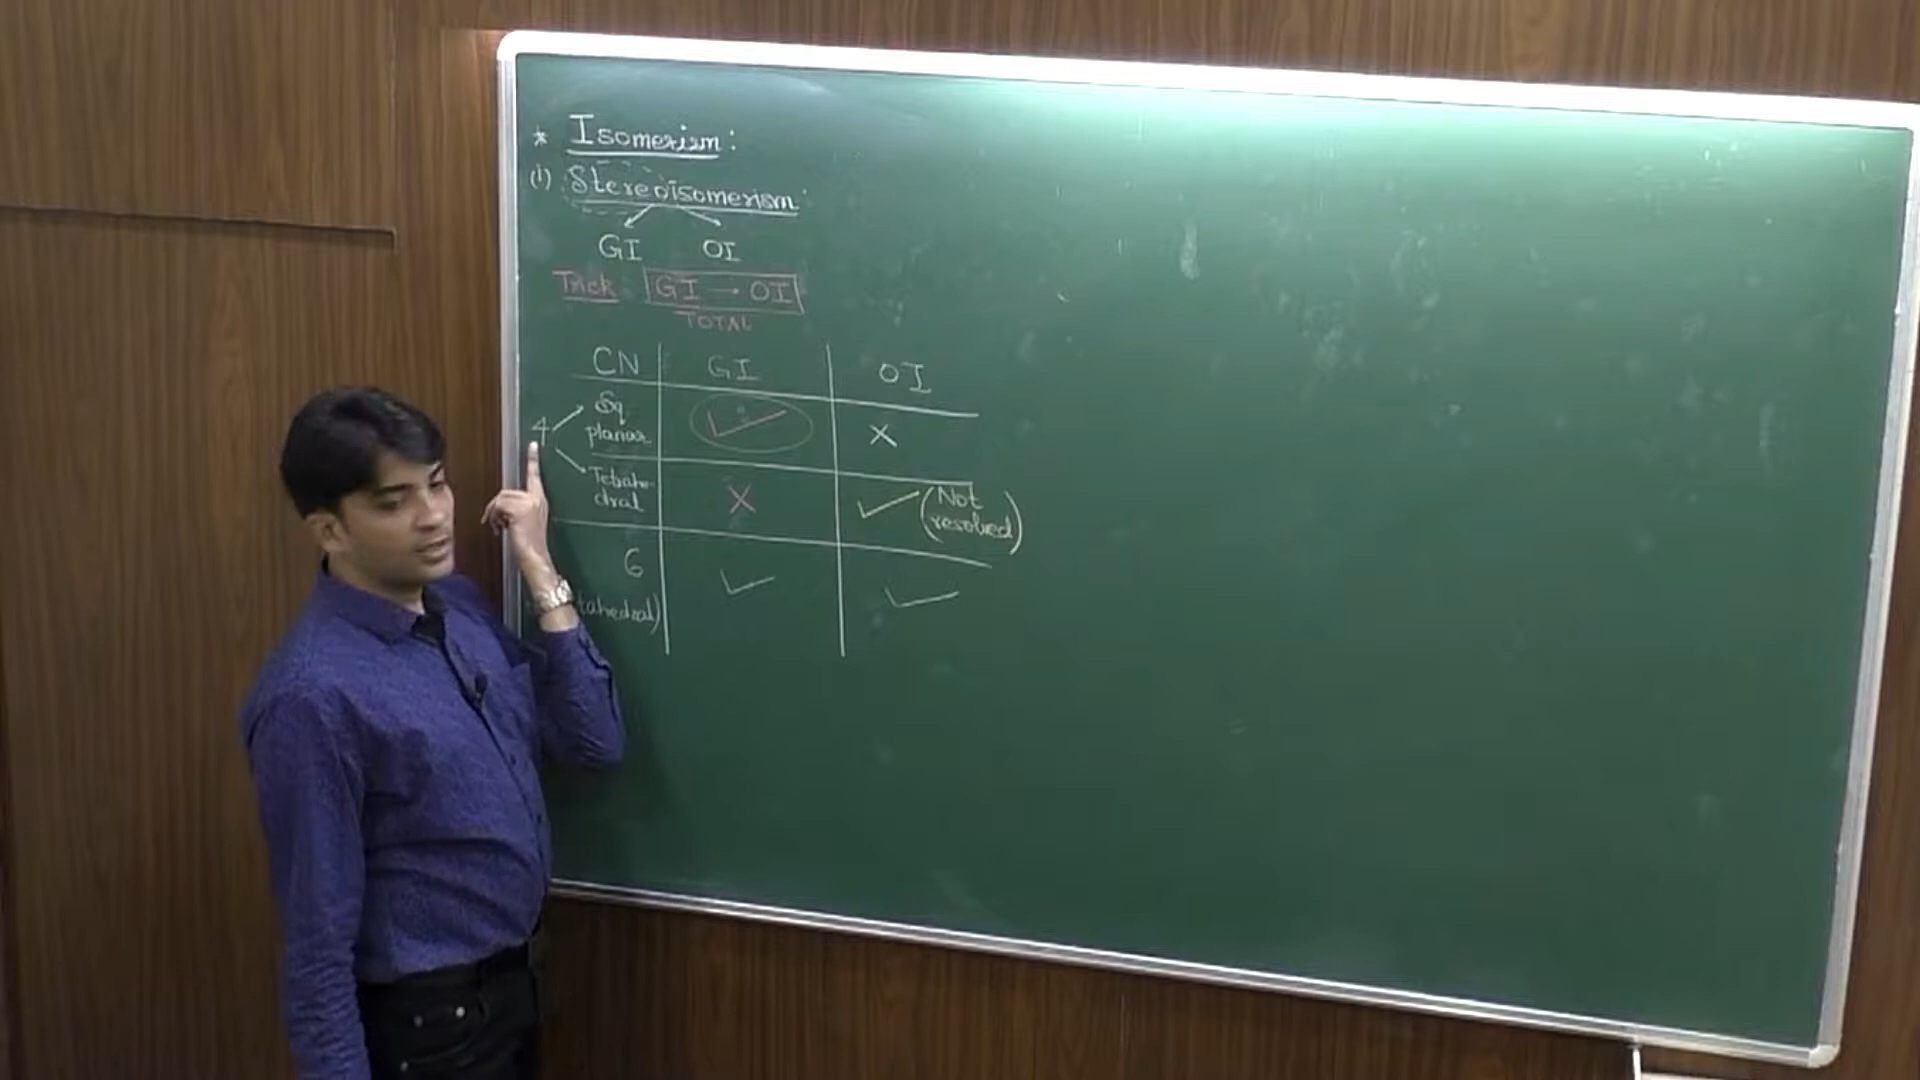 * Isomerism:
(i) Stereoisomerism:
GI OI
Trick GI → OI
TOTAL
CN GI OI
4 Sq planar ✓ ×
Tetrahe-
dral × ✓ (Not
resolved)
6 ✓ ✓
tahedral)